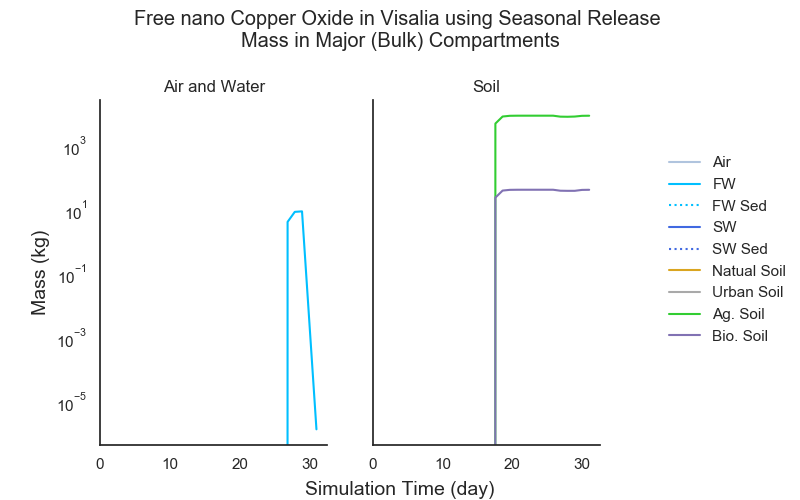 Free nano Copper Oxide in Visalia using Seasonal Release
Mass in Major (Bulk) Compartments
Air and Water
Soil
Mass (kg)
10^3
10^1
10^-1
10^-3
10^-5
0 10 20 30
0 10 20 30
Simulation Time (day)
Air
FW
FW Sed
SW
SW Sed
Natual Soil
Urban Soil
Ag. Soil
Bio. Soil